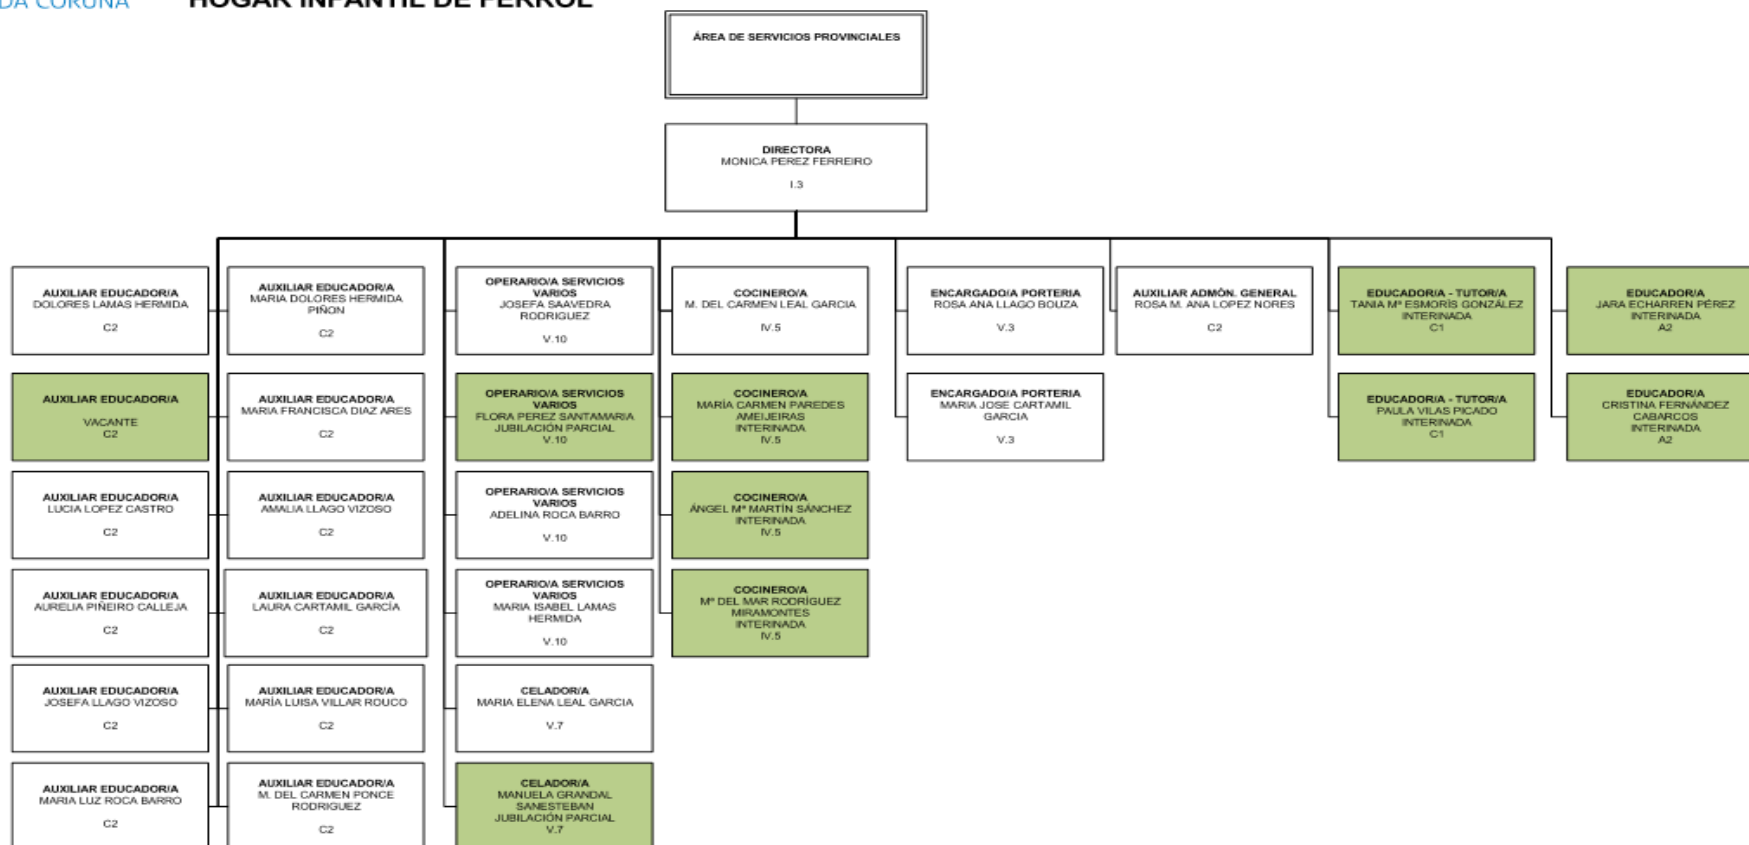 DA CORUÑA
HOGAR INFANTIL DE FERROL
ÁREA DE SERVICIOS PROVINCIALES
DIRECTORA
MONICA PEREZ FERREIRO
I.3
AUXILIAR EDUCADOR/A
DOLORES LAMAS HERMIDA
C2
AUXILIAR EDUCADOR/A
MARIA DOLORES HERMIDA
PIÑON
C2
OPERARIO/A SERVICIOS
VARIOS
JOSEFA SAAVEDRA
RODRIGUEZ
V.10
COCINERO/A
M. DEL CARMEN LEAL GARCIA
IV.5
ENCARGADO/A PORTERIA
ROSA ANA LLAGO BOUZA
V.3
AUXILIAR ADMÓN. GENERAL
ROSA M. ANA LOPEZ NORES
C2
EDUCADOR/A - TUTOR/A
TANIA Mª ESMORÍS GONZÁLEZ
INTERINADA
C1
EDUCADOR/A
JARA ECHARREN PÉREZ
INTERINADA
A2
AUXILIAR EDUCADOR/A
VACANTE
C2
AUXILIAR EDUCADOR/A
MARIA FRANCISCA DIAZ ARES
C2
OPERARIO/A SERVICIOS
VARIOS
FLORA PEREZ SANTAMARIA
JUBILACIÓN PARCIAL
V.10
COCINERO/A
MARÍA CARMEN PAREDES
AMEIJEIRAS
INTERINADA
IV.5
ENCARGADO/A PORTERIA
MARIA JOSE CARTAMIL
GARCIA
V.3
EDUCADOR/A - TUTOR/A
PAULA VILAS PICADO
INTERINADA
C1
EDUCADOR/A
CRISTINA FERNÁNDEZ
CABARCOS
INTERINADA
A2
AUXILIAR EDUCADOR/A
LUCIA LOPEZ CASTRO
C2
AUXILIAR EDUCADOR/A
AMALIA LLAGO VIZOSO
C2
OPERARIO/A SERVICIOS
VARIOS
ADELINA ROCA BARRO
V.10
COCINERO/A
ÁNGEL Mª MARTÍN SÁNCHEZ
INTERINADA
IV.5
AUXILIAR EDUCADOR/A
AURELIA PIÑEIRO CALLEJA
C2
AUXILIAR EDUCADOR/A
LAURA CARTAMIL GARCÍA
C2
OPERARIO/A SERVICIOS
VARIOS
MARIA ISABEL LAMAS
HERMIDA
V.10
COCINERO/A
Mª DEL MAR RODRÍGUEZ
MIRAMONTES
INTERINADA
IV.5
AUXILIAR EDUCADOR/A
JOSEFA LLAGO VIZOSO
C2
AUXILIAR EDUCADOR/A
MARÍA LUISA VILLAR ROUCO
C2
CELADOR/A
MARIA ELENA LEAL GARCIA
V.7
AUXILIAR EDUCADOR/A
MARIA LUZ ROCA BARRO
C2
AUXILIAR EDUCADOR/A
M. DEL CARMEN PONCE
RODRIGUEZ
C2
CELADOR/A
MANUELA GRANDAL
SANESTEBAN
JUBILACIÓN PARCIAL
V.7